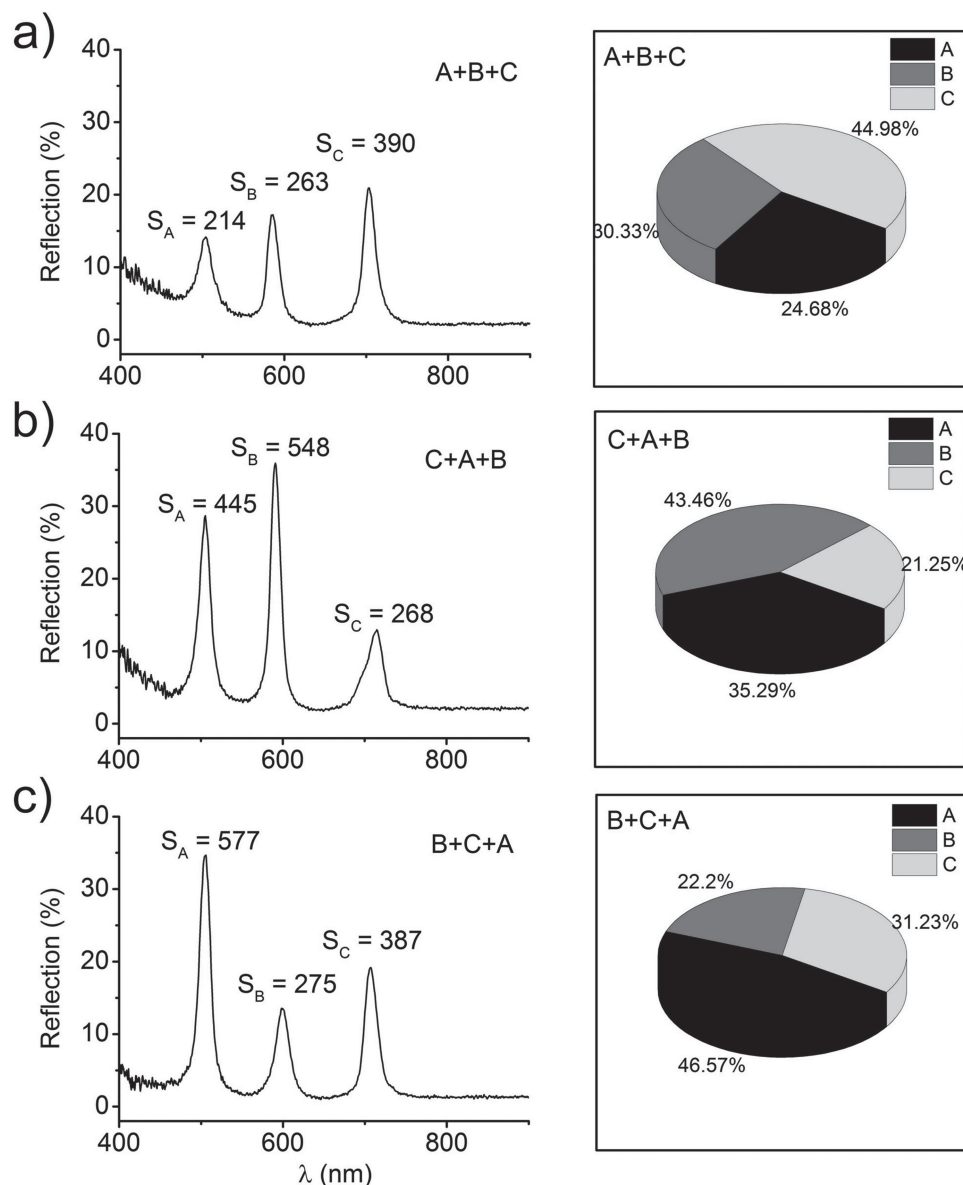 a)
A+B+C
Reflection (%)
40
30
20
10
0
S_A = 214
S_B = 263
S_C = 390
400
600
800
A+B+C
A
B
C
44.98%
30.33%
24.68%
b)
C+A+B
Reflection (%)
40
30
20
10
0
S_A = 445
S_B = 548
S_C = 268
400
600
800
C+A+B
A
B
C
43.46%
21.25%
35.29%
c)
B+C+A
Reflection (%)
40
30
20
10
0
S_A = 577
S_B = 275
S_C = 387
400
600
800
λ (nm)
B+C+A
A
B
C
22.2%
31.23%
46.57%